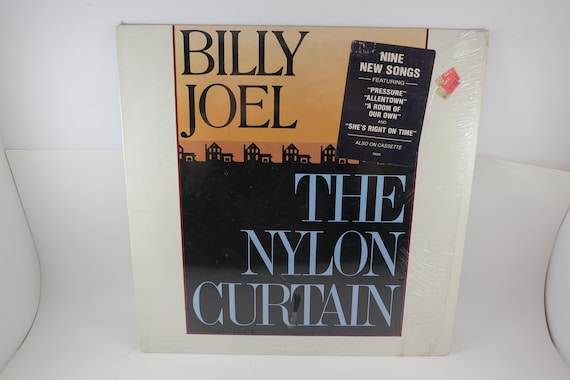 BILLY
JOEL
NINE
NEW SONGS
FEATURING
"PRESSURE"
"ALLENTOWN"
"A ROOM OF
OUR OWN"
AND
"SHE'S RIGHT ON TIME"
ALSO ON CASSETTE
THE
NYLON
CURTAIN